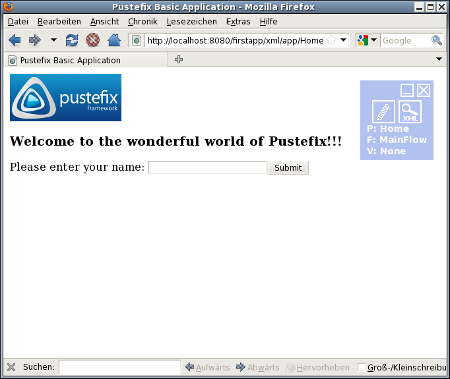 Pustefix Basic Application - Mozilla Firefox
Datei Bearbeiten Ansicht Chronik Lesezeichen Extras Hilfe
http://localhost:8080/firstapp/xml/app/Home Google
Pustefix Basic Application
pustefix
framework
XML
P: Home
F: MainFlow
V: None
Welcome to the wonderful world of Pustefix!!!
Please enter your name: Submit
Suchen: Aufwärts Abwärts Hervorheben Groß-/Kleinschreibu